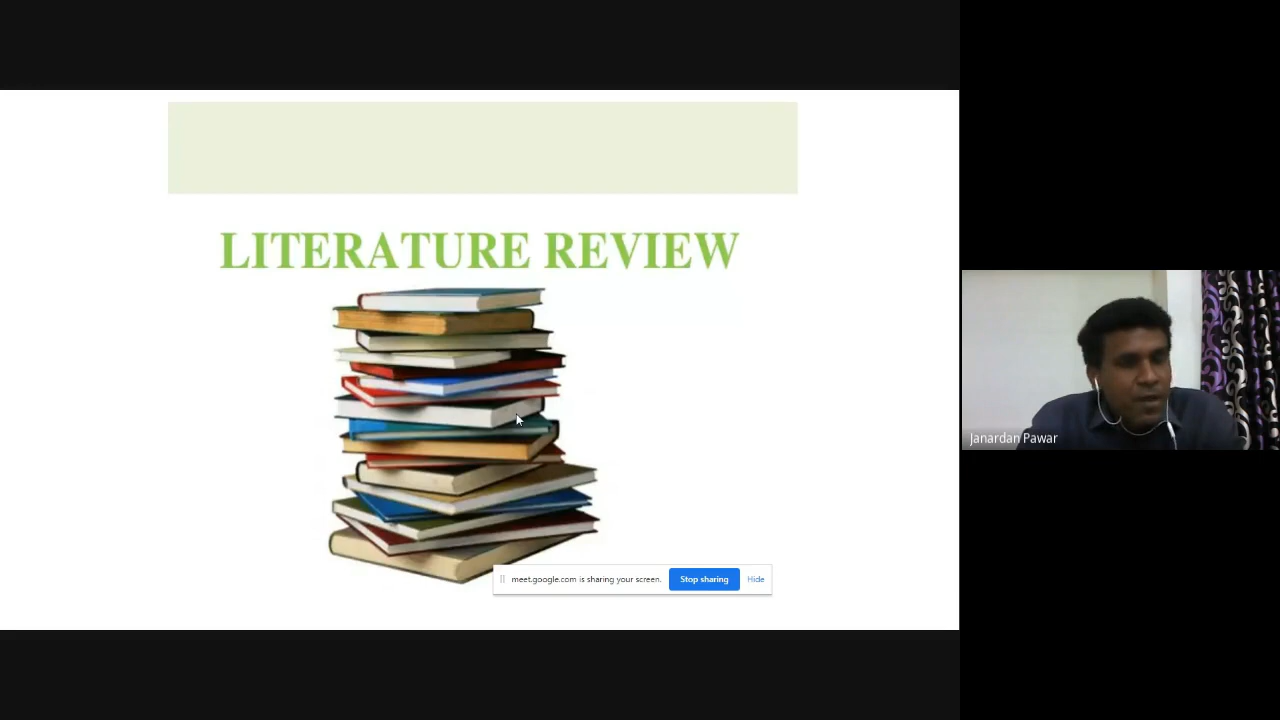 LITERATURE REVIEW
meet.google.com is sharing your screen. Stop sharing Hide
Janardan Pawar